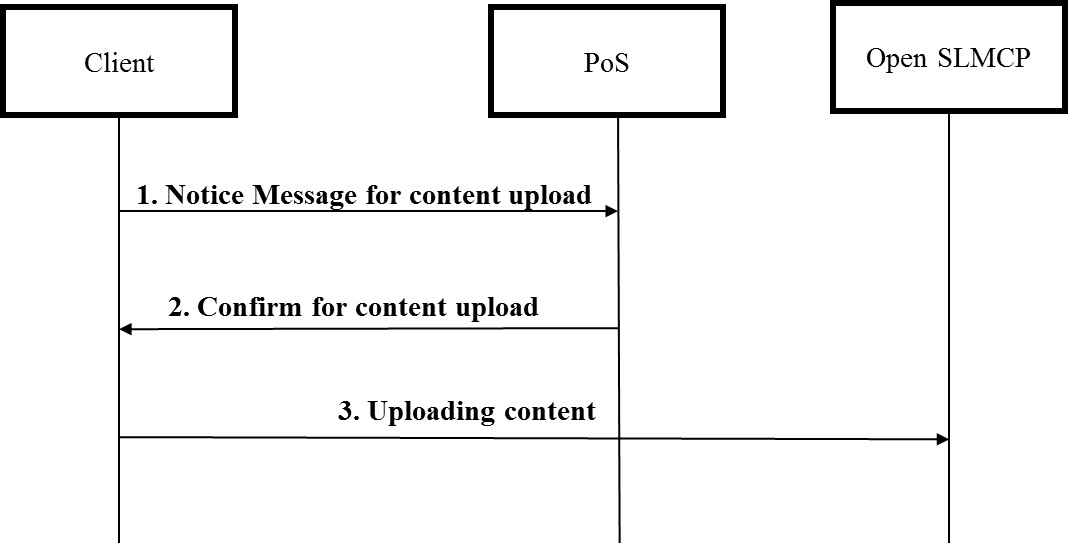 Client
PoS
Open SLMCP
1. Notice Message for content upload
2. Confirm for content upload
3. Uploading content